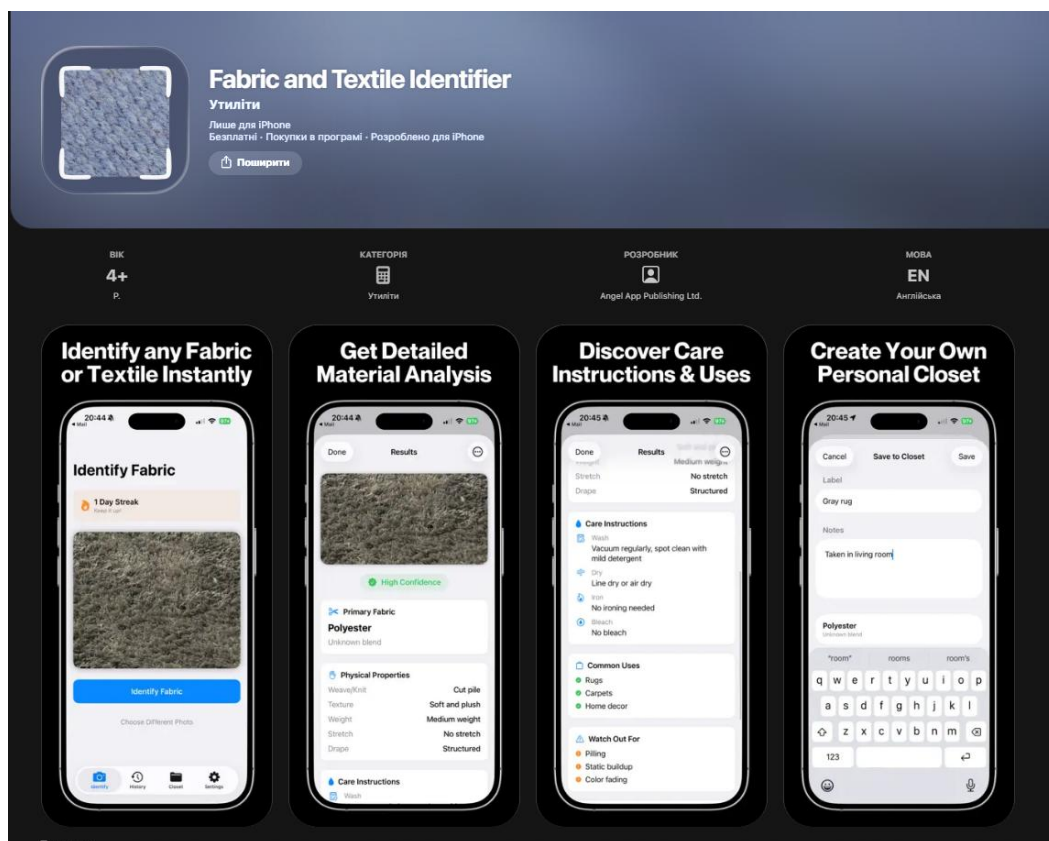 Fabric and Textile Identifier
Утиліти
Лише для iPhone
Безплатні · Покупки в програмі · Розроблено для iPhone
Поширити
ВІК
4+
Р.
КАТЕГОРІЯ
Утиліти
РОЗРОБНИК
Angel App Publishing Ltd.
МОВА
EN
Англійська
Identify any Fabric
or Textile Instantly
20:44
Mail
Identify Fabric
1 Day Streak
Keep it up!
Identify Fabric
Choose Different Photo
Identify
History
Closet
Settings
Get Detailed
Material Analysis
20:44
Mail
Done
Results
High Confidence
Primary Fabric
Polyester
Unknown blend
Physical Properties
Weave/Knit Cut pile
Texture Soft and plush
Weight Medium weight
Stretch No stretch
Drape Structured
Care Instructions
Wash
Discover Care
Instructions & Uses
20:45
Mail
Done
Results
Weight Medium weight
Stretch No stretch
Drape Structured
Care Instructions
Wash
Vacuum regularly, spot clean with
mild detergent
Dry
Line dry or air dry
Iron
No ironing needed
Bleach
No bleach
Common Uses
Rugs
Carpets
Home decor
Watch Out For
Pilling
Static buildup
Color fading
Create Your Own
Personal Closet
20:45
Mail
Cancel
Save to Closet
Save
Label
Gray rug
Notes
Taken in living room
Polyester
Unknown blend
"room" rooms room's
q w e r t y u i o p
a s d f g h j k l
z x c v b n m
123